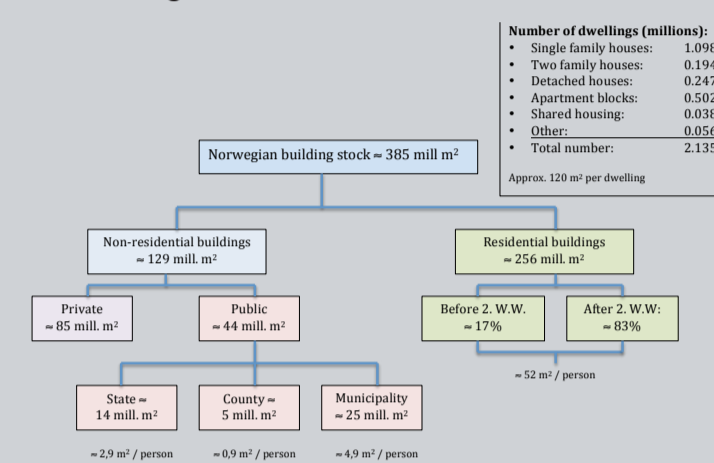 Number of dwellings (millions):
• Single family houses: 1.098
• Two family houses: 0.194
• Detached houses: 0.247
• Apartment blocks: 0.502
• Shared housing: 0.038
• Other: 0.056
• Total number: 2.135
Approx. 120 m² per dwelling
Norwegian building stock ≈ 385 mill m²
Non-residential buildings
≈ 129 mill. m²
Residential buildings
≈ 256 mill. m²
Private
≈ 85 mill. m²
Public
≈ 44 mill. m²
Before 2. W.W.
≈ 17%
After 2. W.W:
≈ 83%
≈ 52 m² / person
State ≈
14 mill. m²
County ≈
5 mill. m²
Municipality
≈ 25 mill. m²
≈ 2,9 m² / person
≈ 0,9 m² / person
≈ 4,9 m² / person